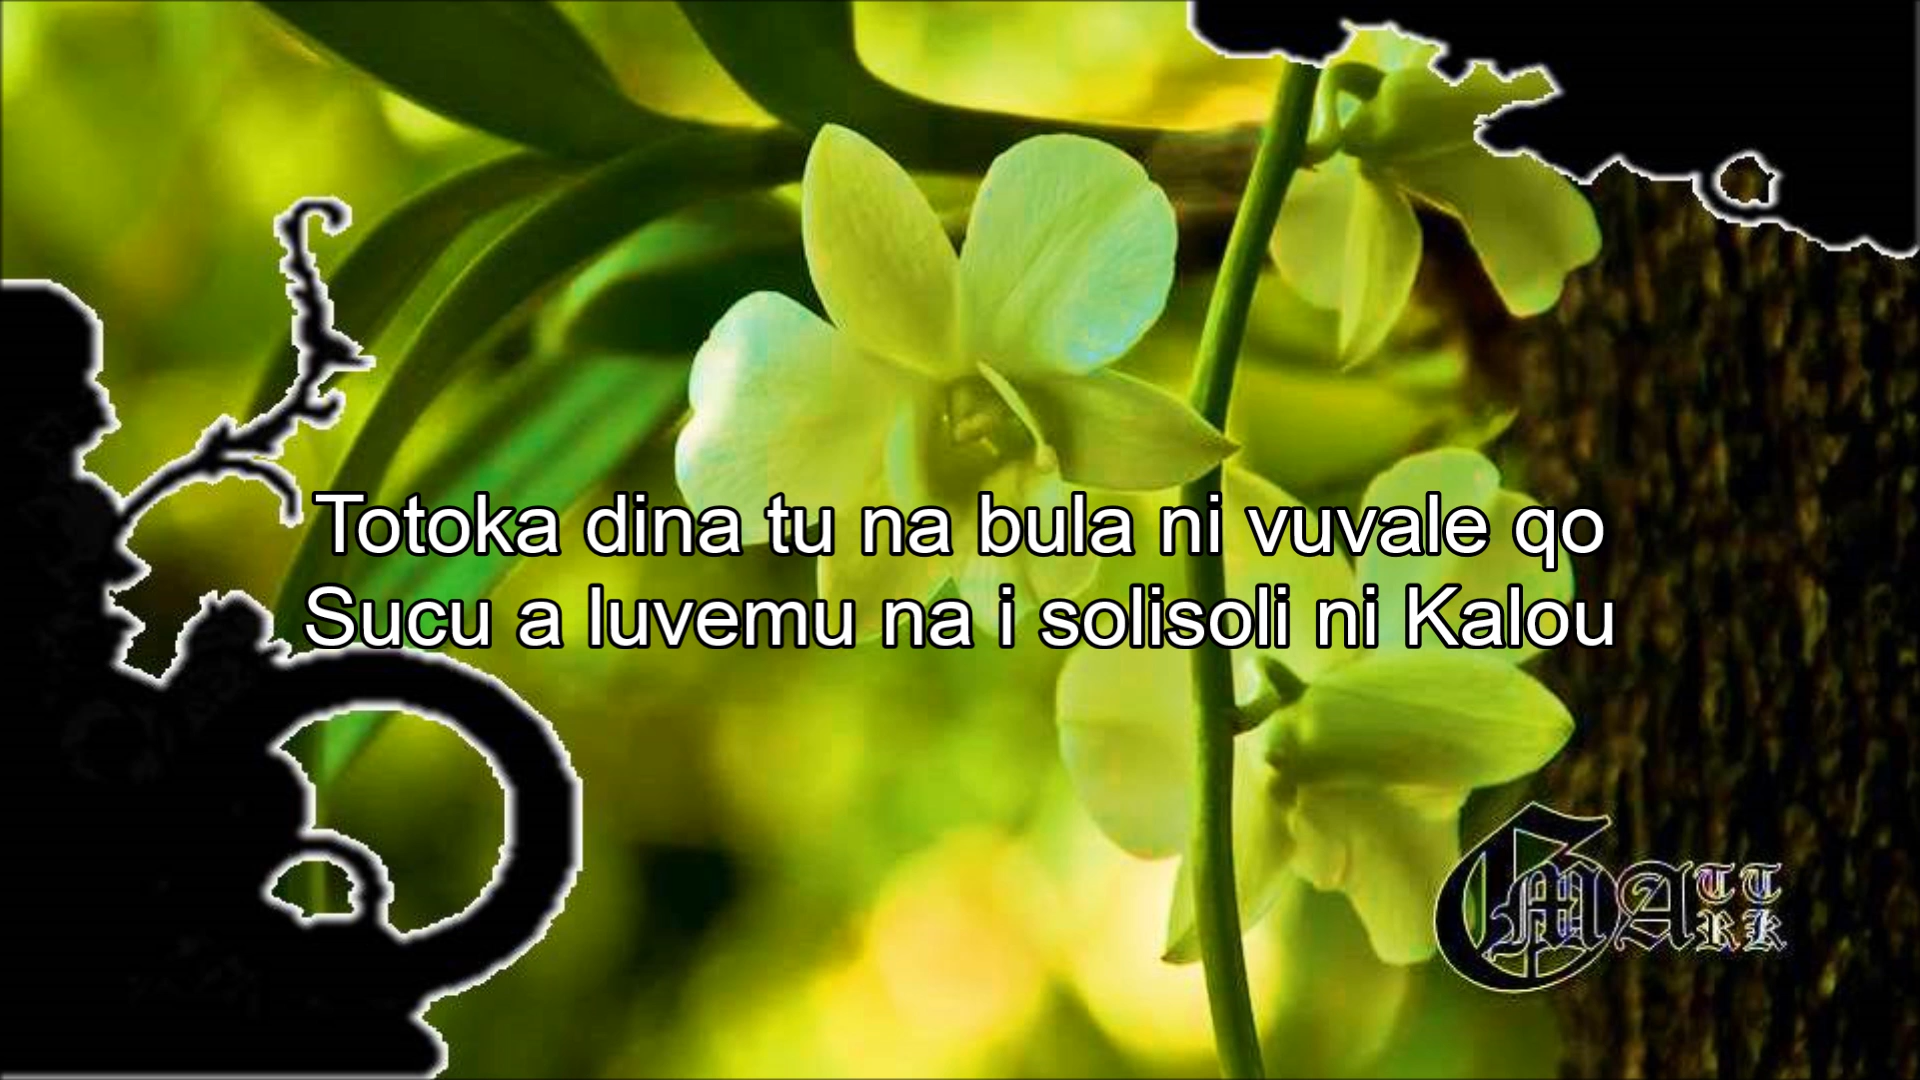 Totoka dina tu na bula ni vuvale qo
Sucu a luvemu na i solisoli ni Kalou